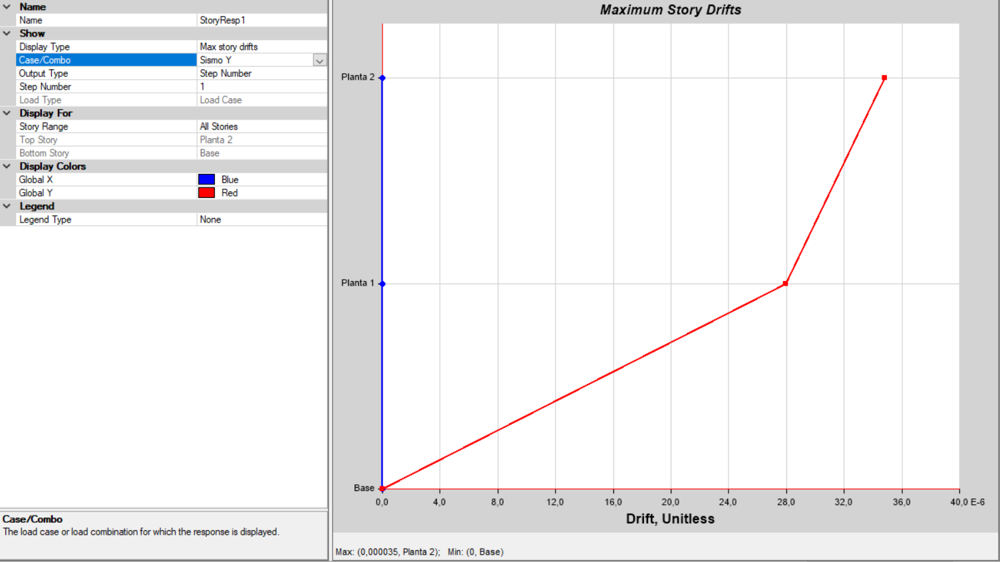 Name
Name StoryResp1
Show
Display Type Max story drifts
Case/Combo Sismo Y
Output Type Step Number
Step Number 1
Load Type Load Case
Display For
Story Range All Stories
Top Story Planta 2
Bottom Story Base
Display Colors
Global X Blue
Global Y Red
Legend
Legend Type None
Case/Combo
The load case or load combination for which the response is displayed.
Maximum Story Drifts
Planta 2
Planta 1
Base
0,0 4,0 8,0 12,0 16,0 20,0 24,0 28,0 32,0 36,0 40,0 E-6
Drift, Unitless
Max: (0,000035, Planta 2); Min: (0, Base)